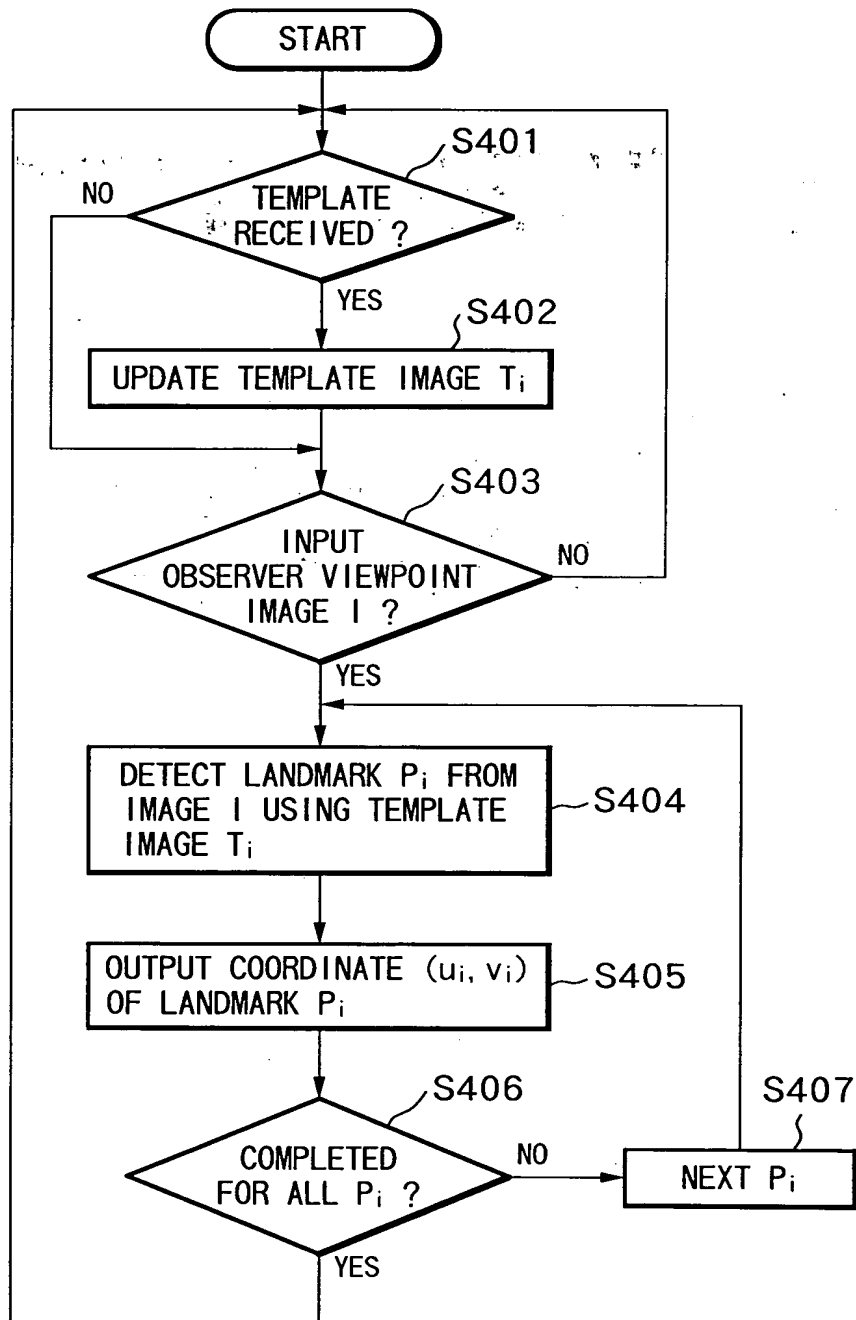 START
S401
NO
TEMPLATE
RECEIVED ?
YES
S402
UPDATE TEMPLATE IMAGE Ti
S403
INPUT
OBSERVER VIEWPOINT
IMAGE I ?
NO
YES
DETECT LANDMARK Pi FROM
IMAGE I USING TEMPLATE
IMAGE Ti
S404
OUTPUT COORDINATE (ui, vi)
OF LANDMARK Pi
S405
S406
S407
COMPLETED
FOR ALL Pi ?
NO
NEXT Pi
YES